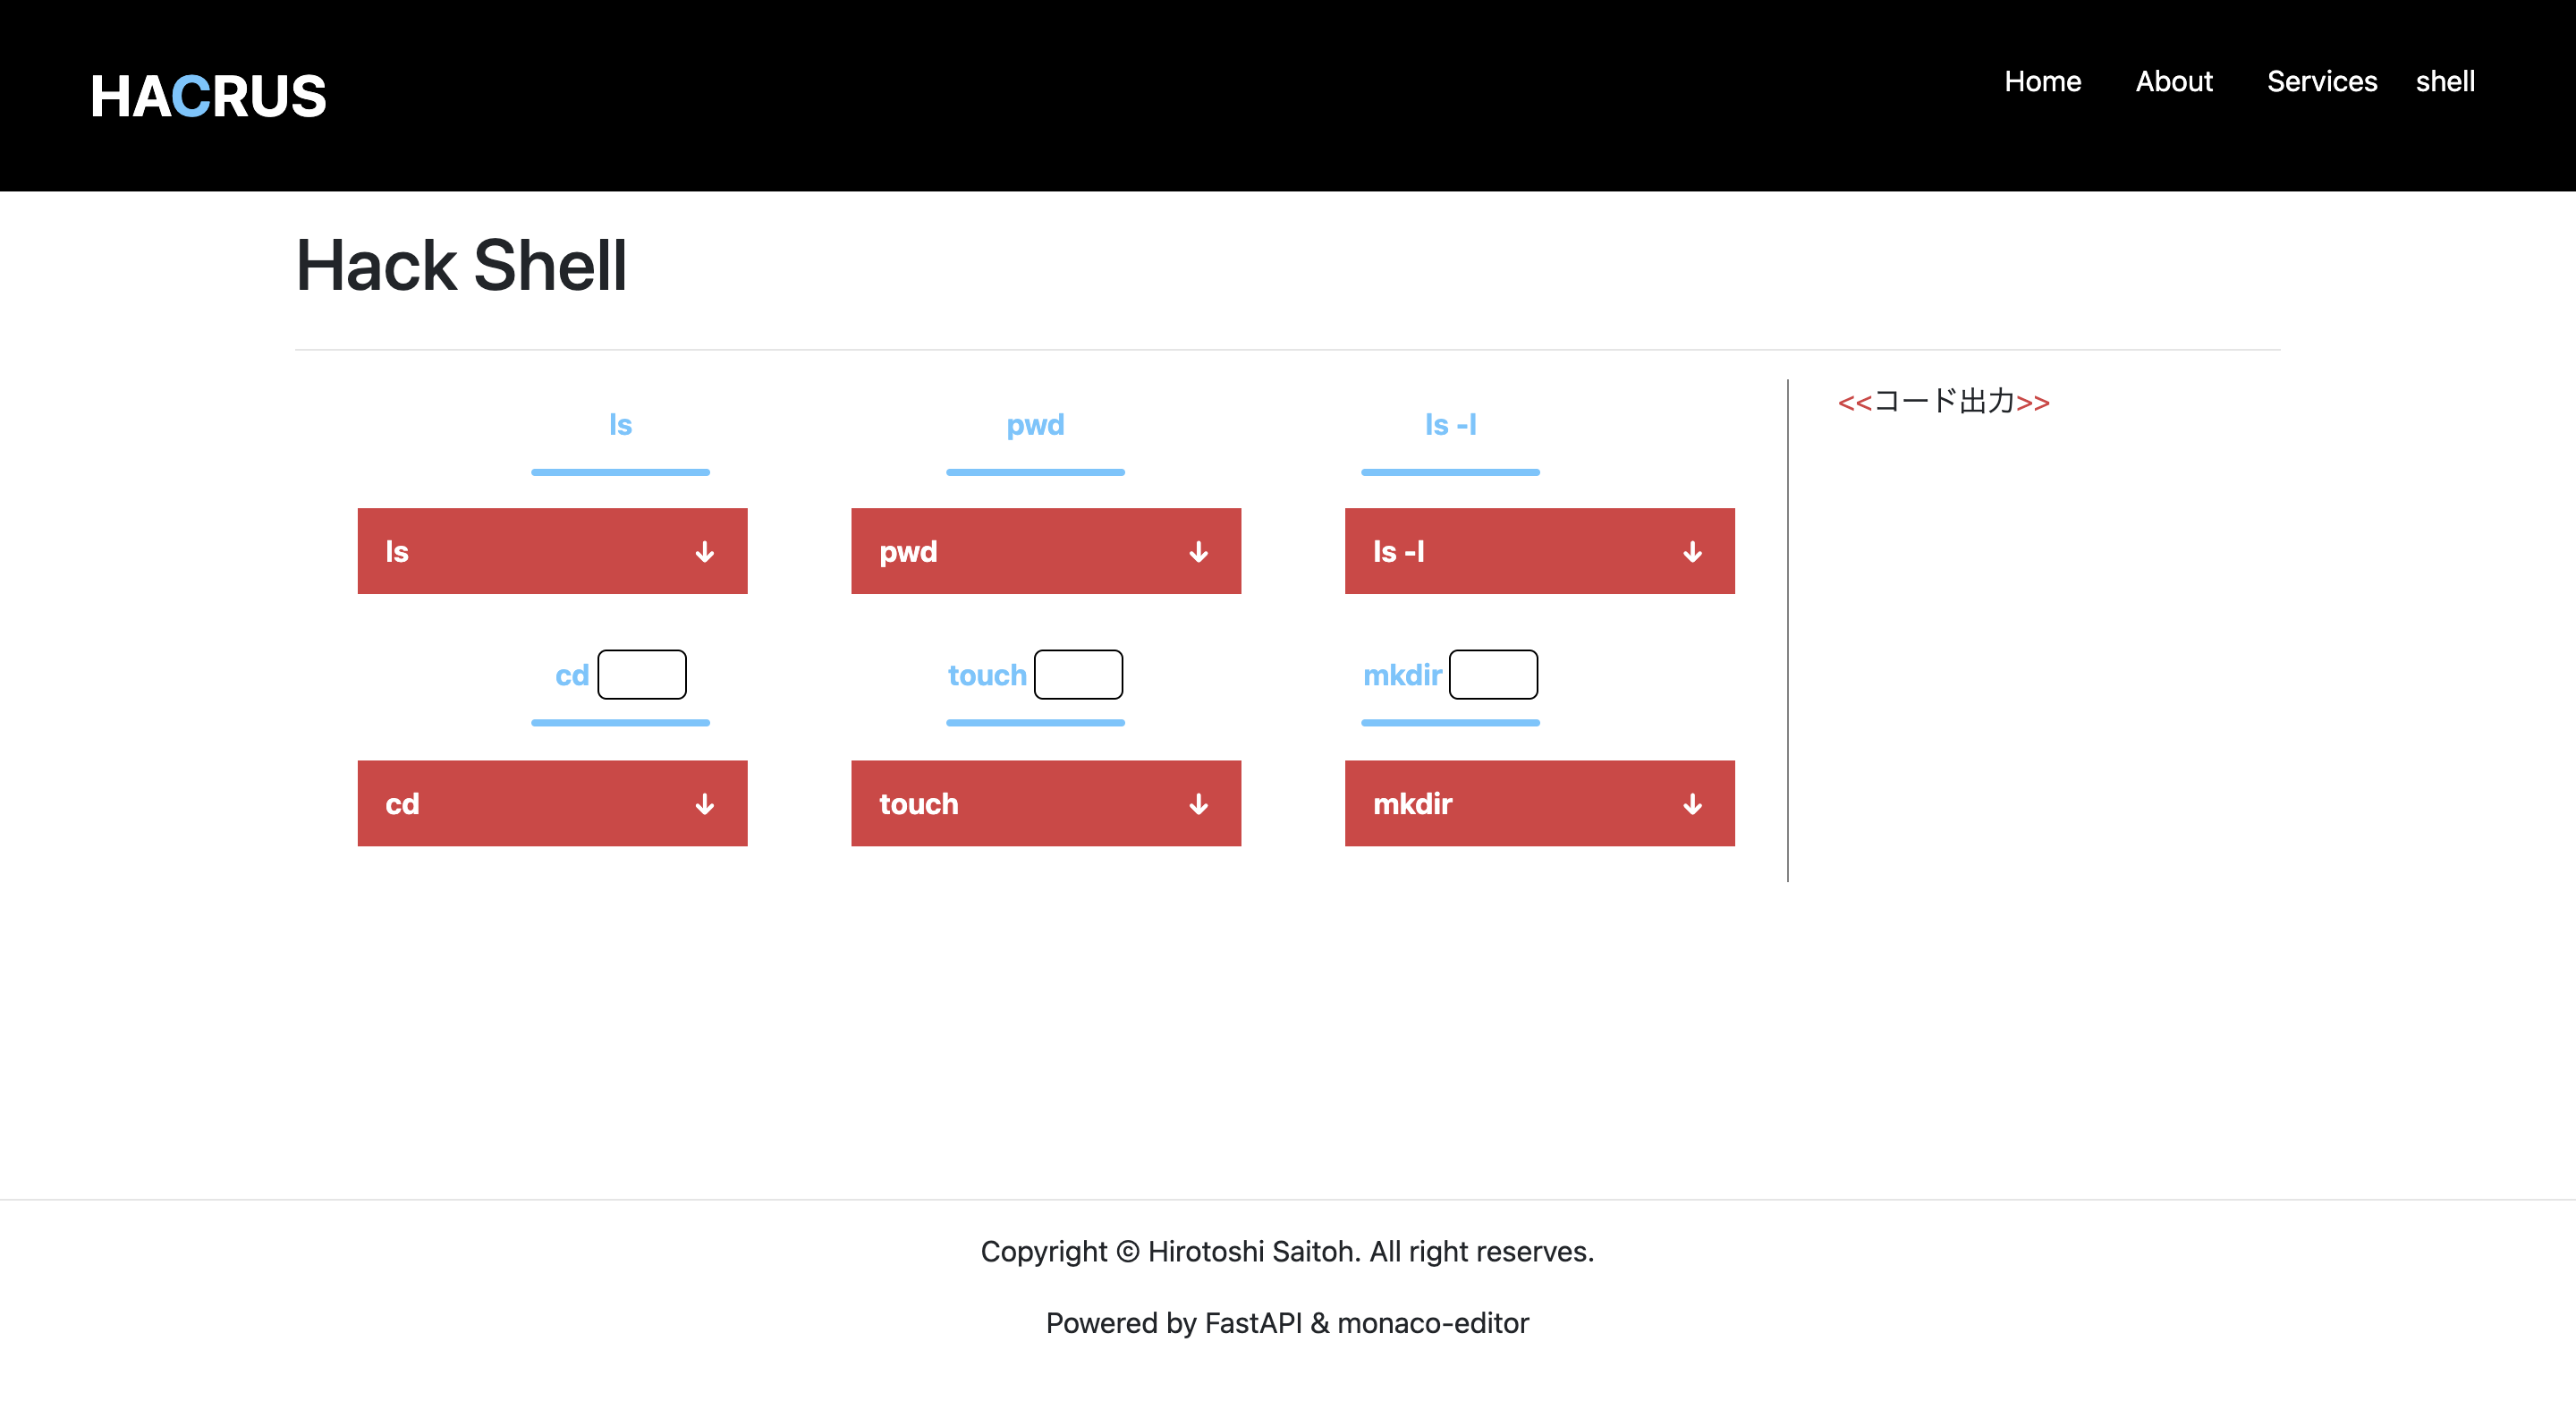 HACRUS
Home About Services shell
Hack Shell
ls pwd ls -l
<<コード出力>>
ls ↓ pwd ↓ ls -l ↓
cd touch mkdir
cd ↓ touch ↓ mkdir ↓
Copyright © Hirotoshi Saitoh. All right reserves.
Powered by FastAPI & monaco-editor